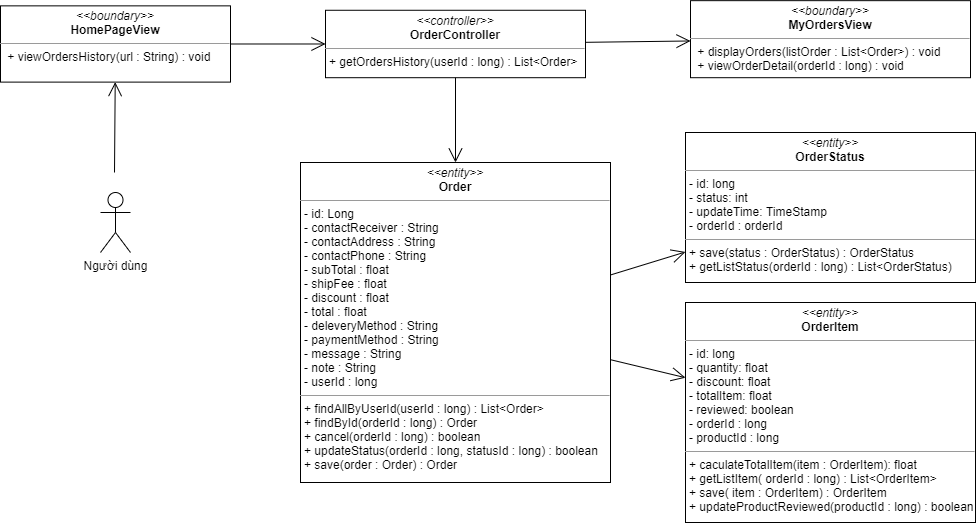 <<boundary>>
HomePageView
+ viewOrdersHistory(url : String) : void
<<controller>>
OrderController
+ getOrdersHistory(userId : long) : List<Order>
<<boundary>>
MyOrdersView
+ displayOrders(listOrder : List<Order>) : void
+ viewOrderDetail(orderId : long) : void
Người dùng
<<entity>>
Order
- id: Long
- contactReceiver : String
- contactAddress : String
- contactPhone : String
- subTotal : float
- shipFee : float
- discount : float
- total : float
- deleveryMethod : String
- paymentMethod : String
- message : String
- note : String
- userId : long
+ findAllByUserId(userId : long) : List<Order>
+ findById(orderId : long) : Order
+ cancel(orderId : long) : boolean
+ updateStatus(orderId : long, statusId : long) : boolean
+ save(order : Order) : Order
<<entity>>
OrderStatus
- id: long
- status: int
- updateTime: TimeStamp
- orderId : orderId
+ save(status : OrderStatus) : OrderStatus
+ getListStatus(orderId : long) : List<OrderStatus)
<<entity>>
OrderItem
- id: long
- quantity: float
- discount: float
- totalItem: float
- reviewed: boolean
- orderId : long
- productId : long
+ caculateTotalItem(item : OrderItem): float
+ getListItem( orderId : long) : List<OrderItem>
+ save( item : OrderItem) : OrderItem
+ updateProductReviewed(productId : long) : boolean